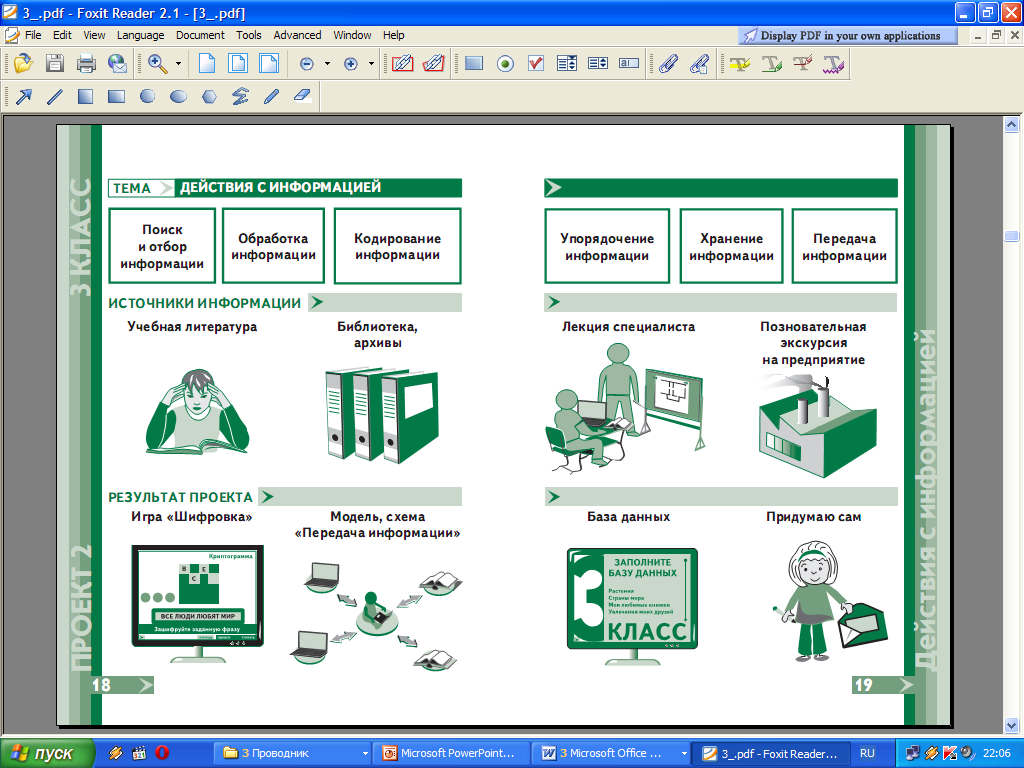 3_.pdf - Foxit Reader 2.1 - [3_.pdf]
File Edit View Language Document Tools Advanced Window Help
Display PDF in your own applications
3 КЛАСС
ПРОЕКТ 2
ТЕМА
ДЕЙСТВИЯ С ИНФОРМАЦИЕЙ
Поиск
и отбор
информации
Обработка
информации
Кодирование
информации
ИСТОЧНИКИ ИНФОРМАЦИИ
Учебная литература
Библиотека,
архивы
РЕЗУЛЬТАТ ПРОЕКТА
Игра «Шифровка»
Модель, схема
«Передача информации»
Криптограмма
В Е
С
ВСЕ ЛЮДИ ЛЮБЯТ МИР
Зашифруйте заданную фразу
18
Упорядочение
информации
Хранение
информации
Передача
информации
Лекция специалиста
Позновательная
экскурсия
на предприятие
База данных
Придумаю сам
ЗАПОЛНИТЕ
БАЗУ ДАННЫХ
Растения
Страны мира
Мои любимые книжки
Увлечения моих друзей
3
КЛАСС
19
Действия с информацией
пуск
3 Проводник
Microsoft PowerPoint...
3 Microsoft Office ...
3_.pdf - Foxit Reader...
RU
22:06